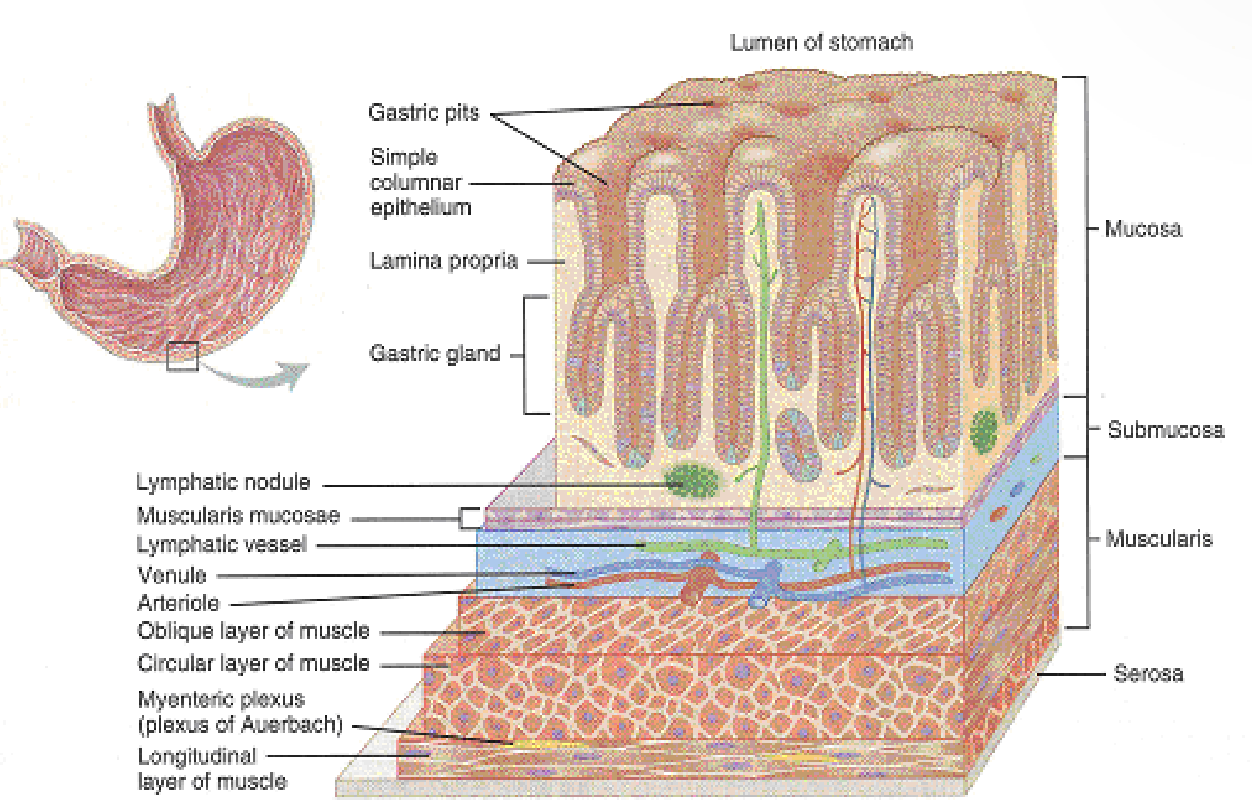 Lumen of stomach
Gastric pits
Simple
columnar
epithelium
Lamina propria
Gastric gland
Lymphatic nodule
Muscularis mucosae
Lymphatic vessel
Venule
Arteriole
Oblique layer of muscle
Circular layer of muscle
Myenteric plexus
(plexus of Auerbach)
Longitudinal
layer of muscle
Mucosa
Submucosa
Muscularis
Serosa